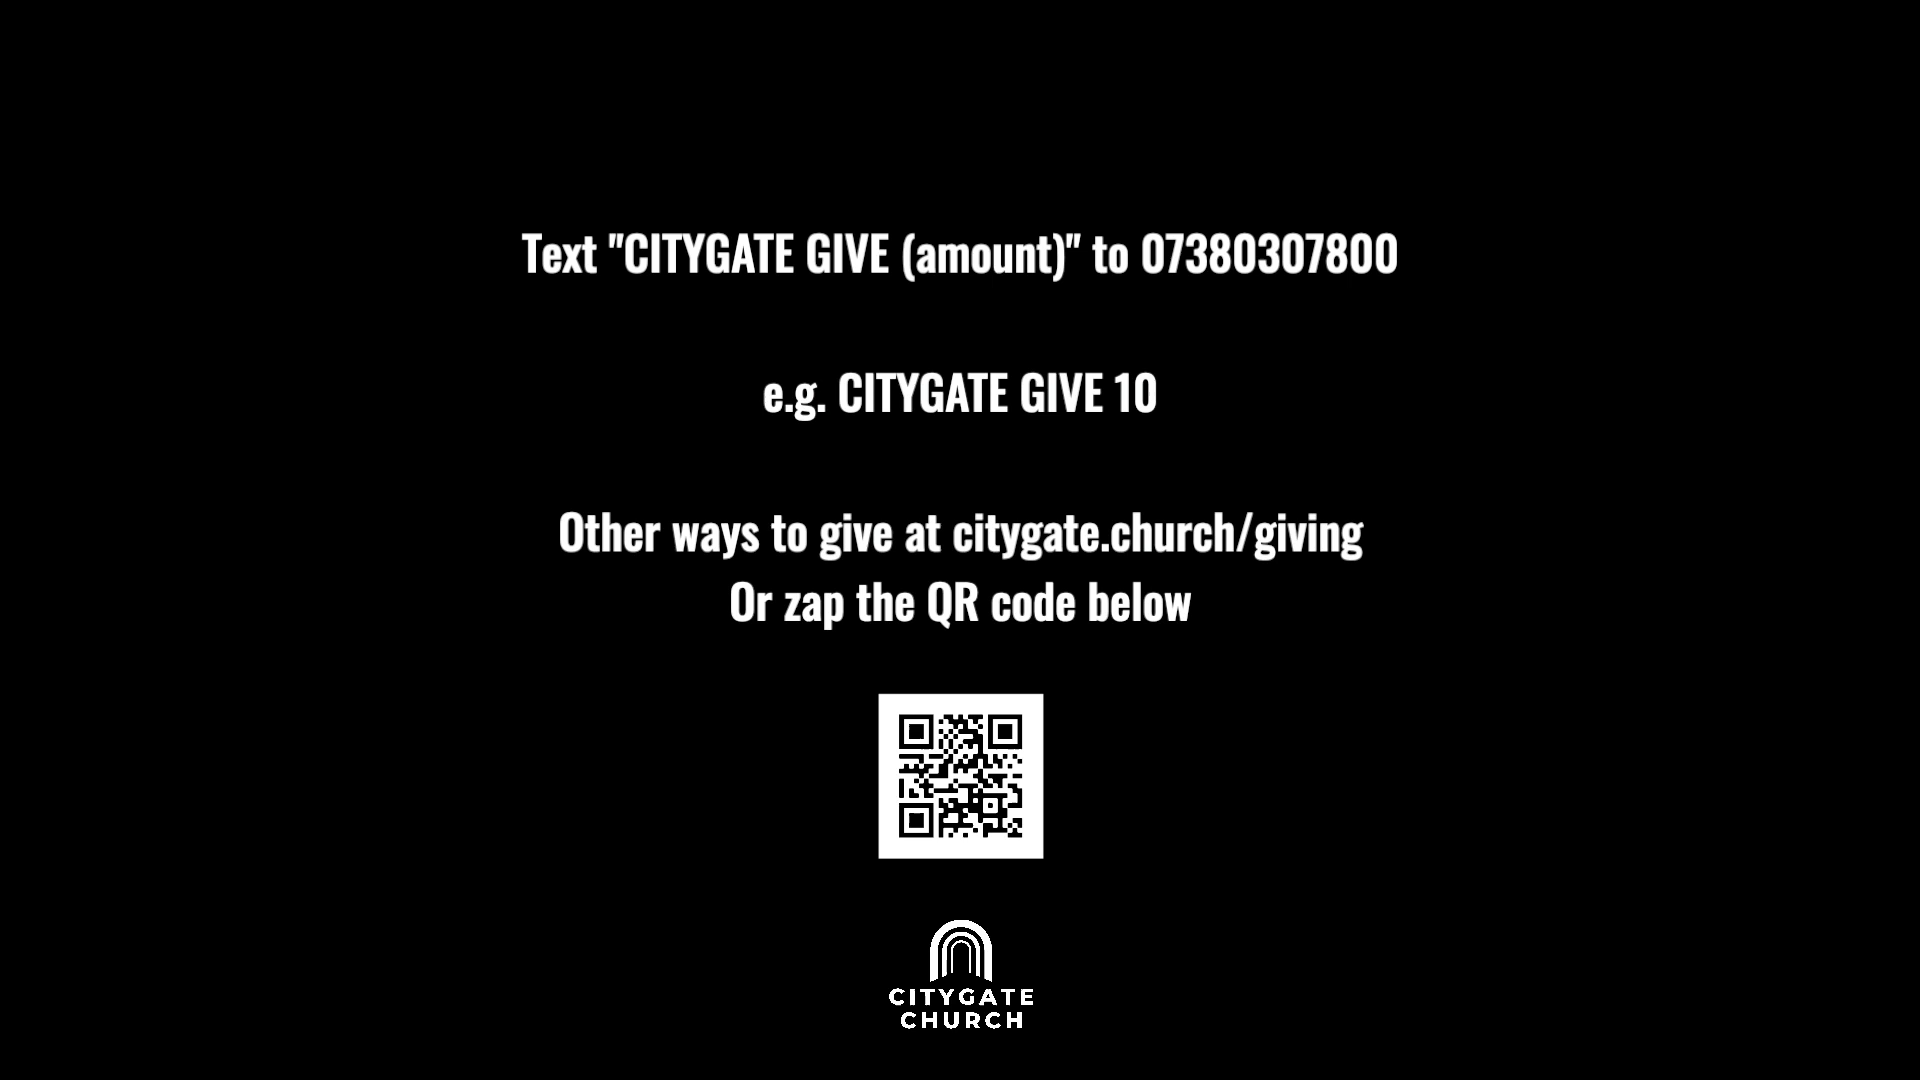 Text "CITYGATE GIVE (amount)" to 07380307800
e.g. CITYGATE GIVE 10
Other ways to give at citygate.church/giving
Or zap the QR code below
CITYGATE
CHURCH